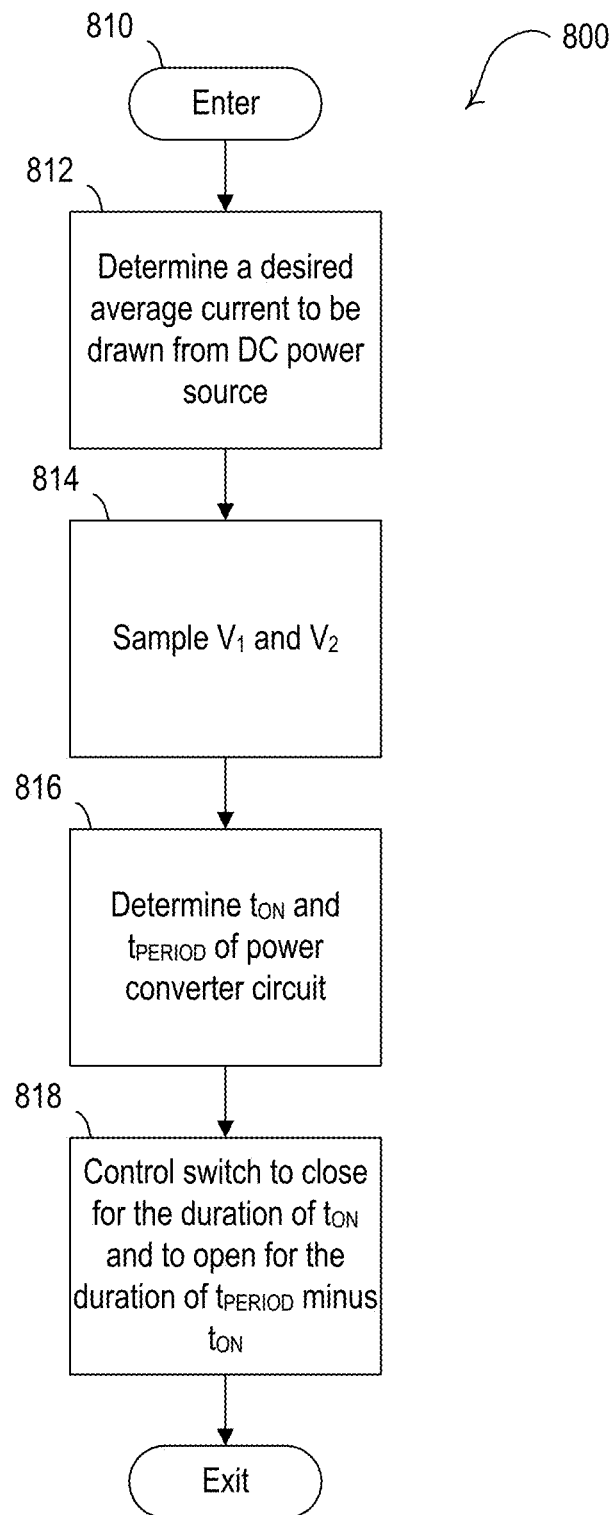 810
800
Enter
812
Determine a desired
average current to be
drawn from DC power
source
814
Sample V₁ and V₂
816
Determine tON and
tPERIOD of power
converter circuit
818
Control switch to close
for the duration of tON
and to open for the
duration of tPERIOD minus
tON
Exit